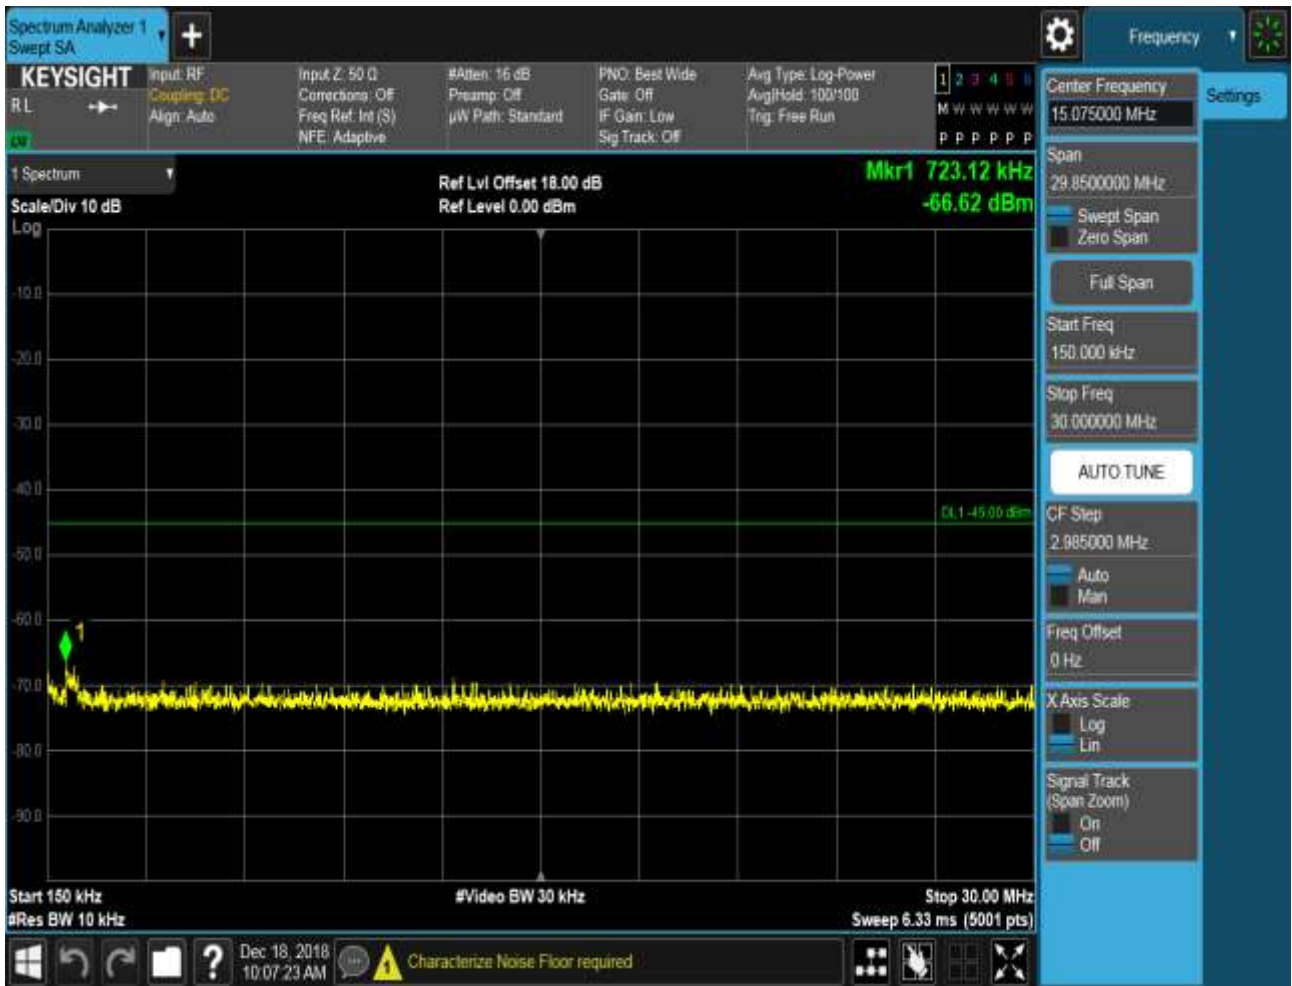 Spectrum Analyzer 1
Swept SA
+
Frequency
KEYSIGHT
RL
Input: RF
Coupling: DC
Align: Auto
Input Z: 50 Ω
Corrections: Off
Freq Ref: Int (S)
NFE: Adaptive
#Atten: 16 dB
Preamp: Off
µW Path: Standard
PNO: Best Wide
Gate: Off
IF Gain: Low
Sig Track: Off
Avg Type: Log-Power
Avg|Hold: 100/100
Trig: Free Run
1 2 3 4 5 6
M W W W W W
P P P P P P
1 Spectrum
Scale/Div 10 dB
Log
Ref Lvl Offset 18.00 dB
Ref Level 0.00 dBm
Mkr1 723.12 kHz
-66.62 dBm
-10.0
-20.0
-30.0
-40.0
DL1 -45.00 dBm
-50.0
-60.0
1
-70.0
-80.0
-90.0
Start 150 kHz
#Res BW 10 kHz
#Video BW 30 kHz
Stop 30.00 MHz
Sweep 6.33 ms (5001 pts)
Center Frequency
15.075000 MHz
Settings
Span
29.8500000 MHz
Swept Span
Zero Span
Full Span
Start Freq
150.000 kHz
Stop Freq
30.000000 MHz
AUTO TUNE
CF Step
2.985000 MHz
Auto
Man
Freq Offset
0 Hz
X Axis Scale
Log
Lin
Signal Track
(Span Zoom)
On
Off
?
Dec 18, 2018
10:07:23 AM
Characterize Noise Floor required